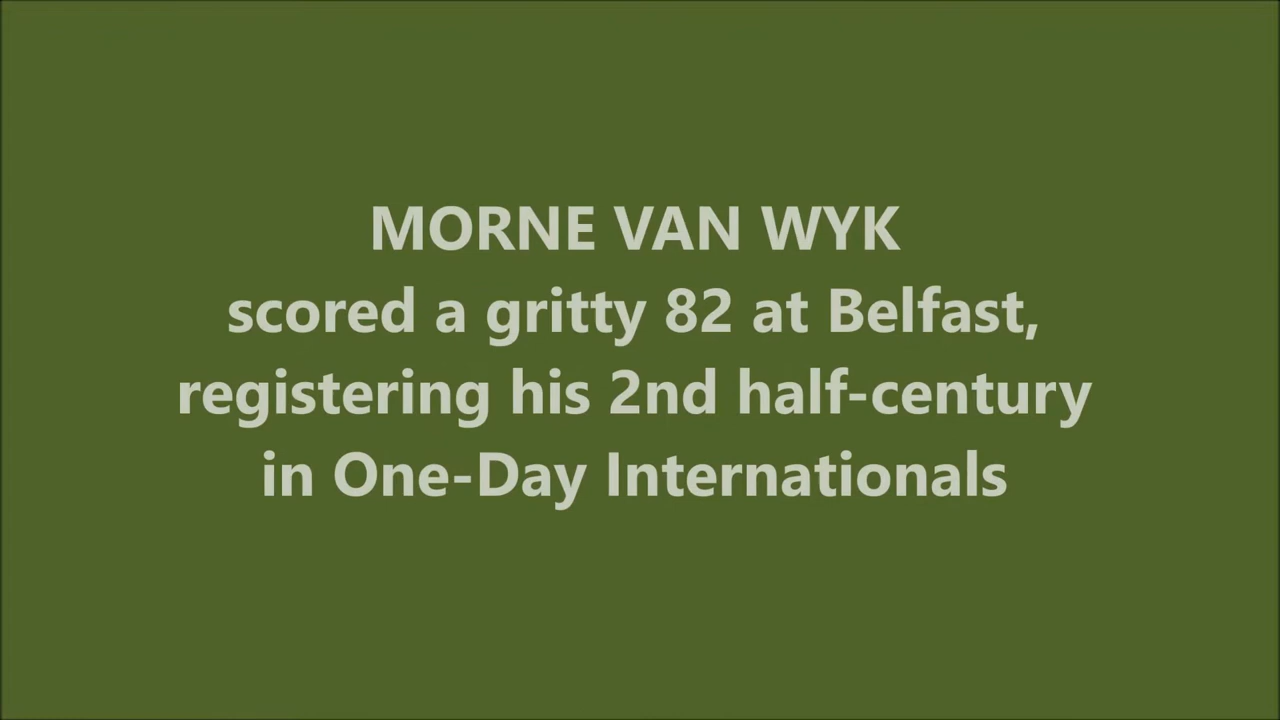 MORNE VAN WYK
scored a gritty 82 at Belfast,
registering his 2nd half-century
in One-Day Internationals